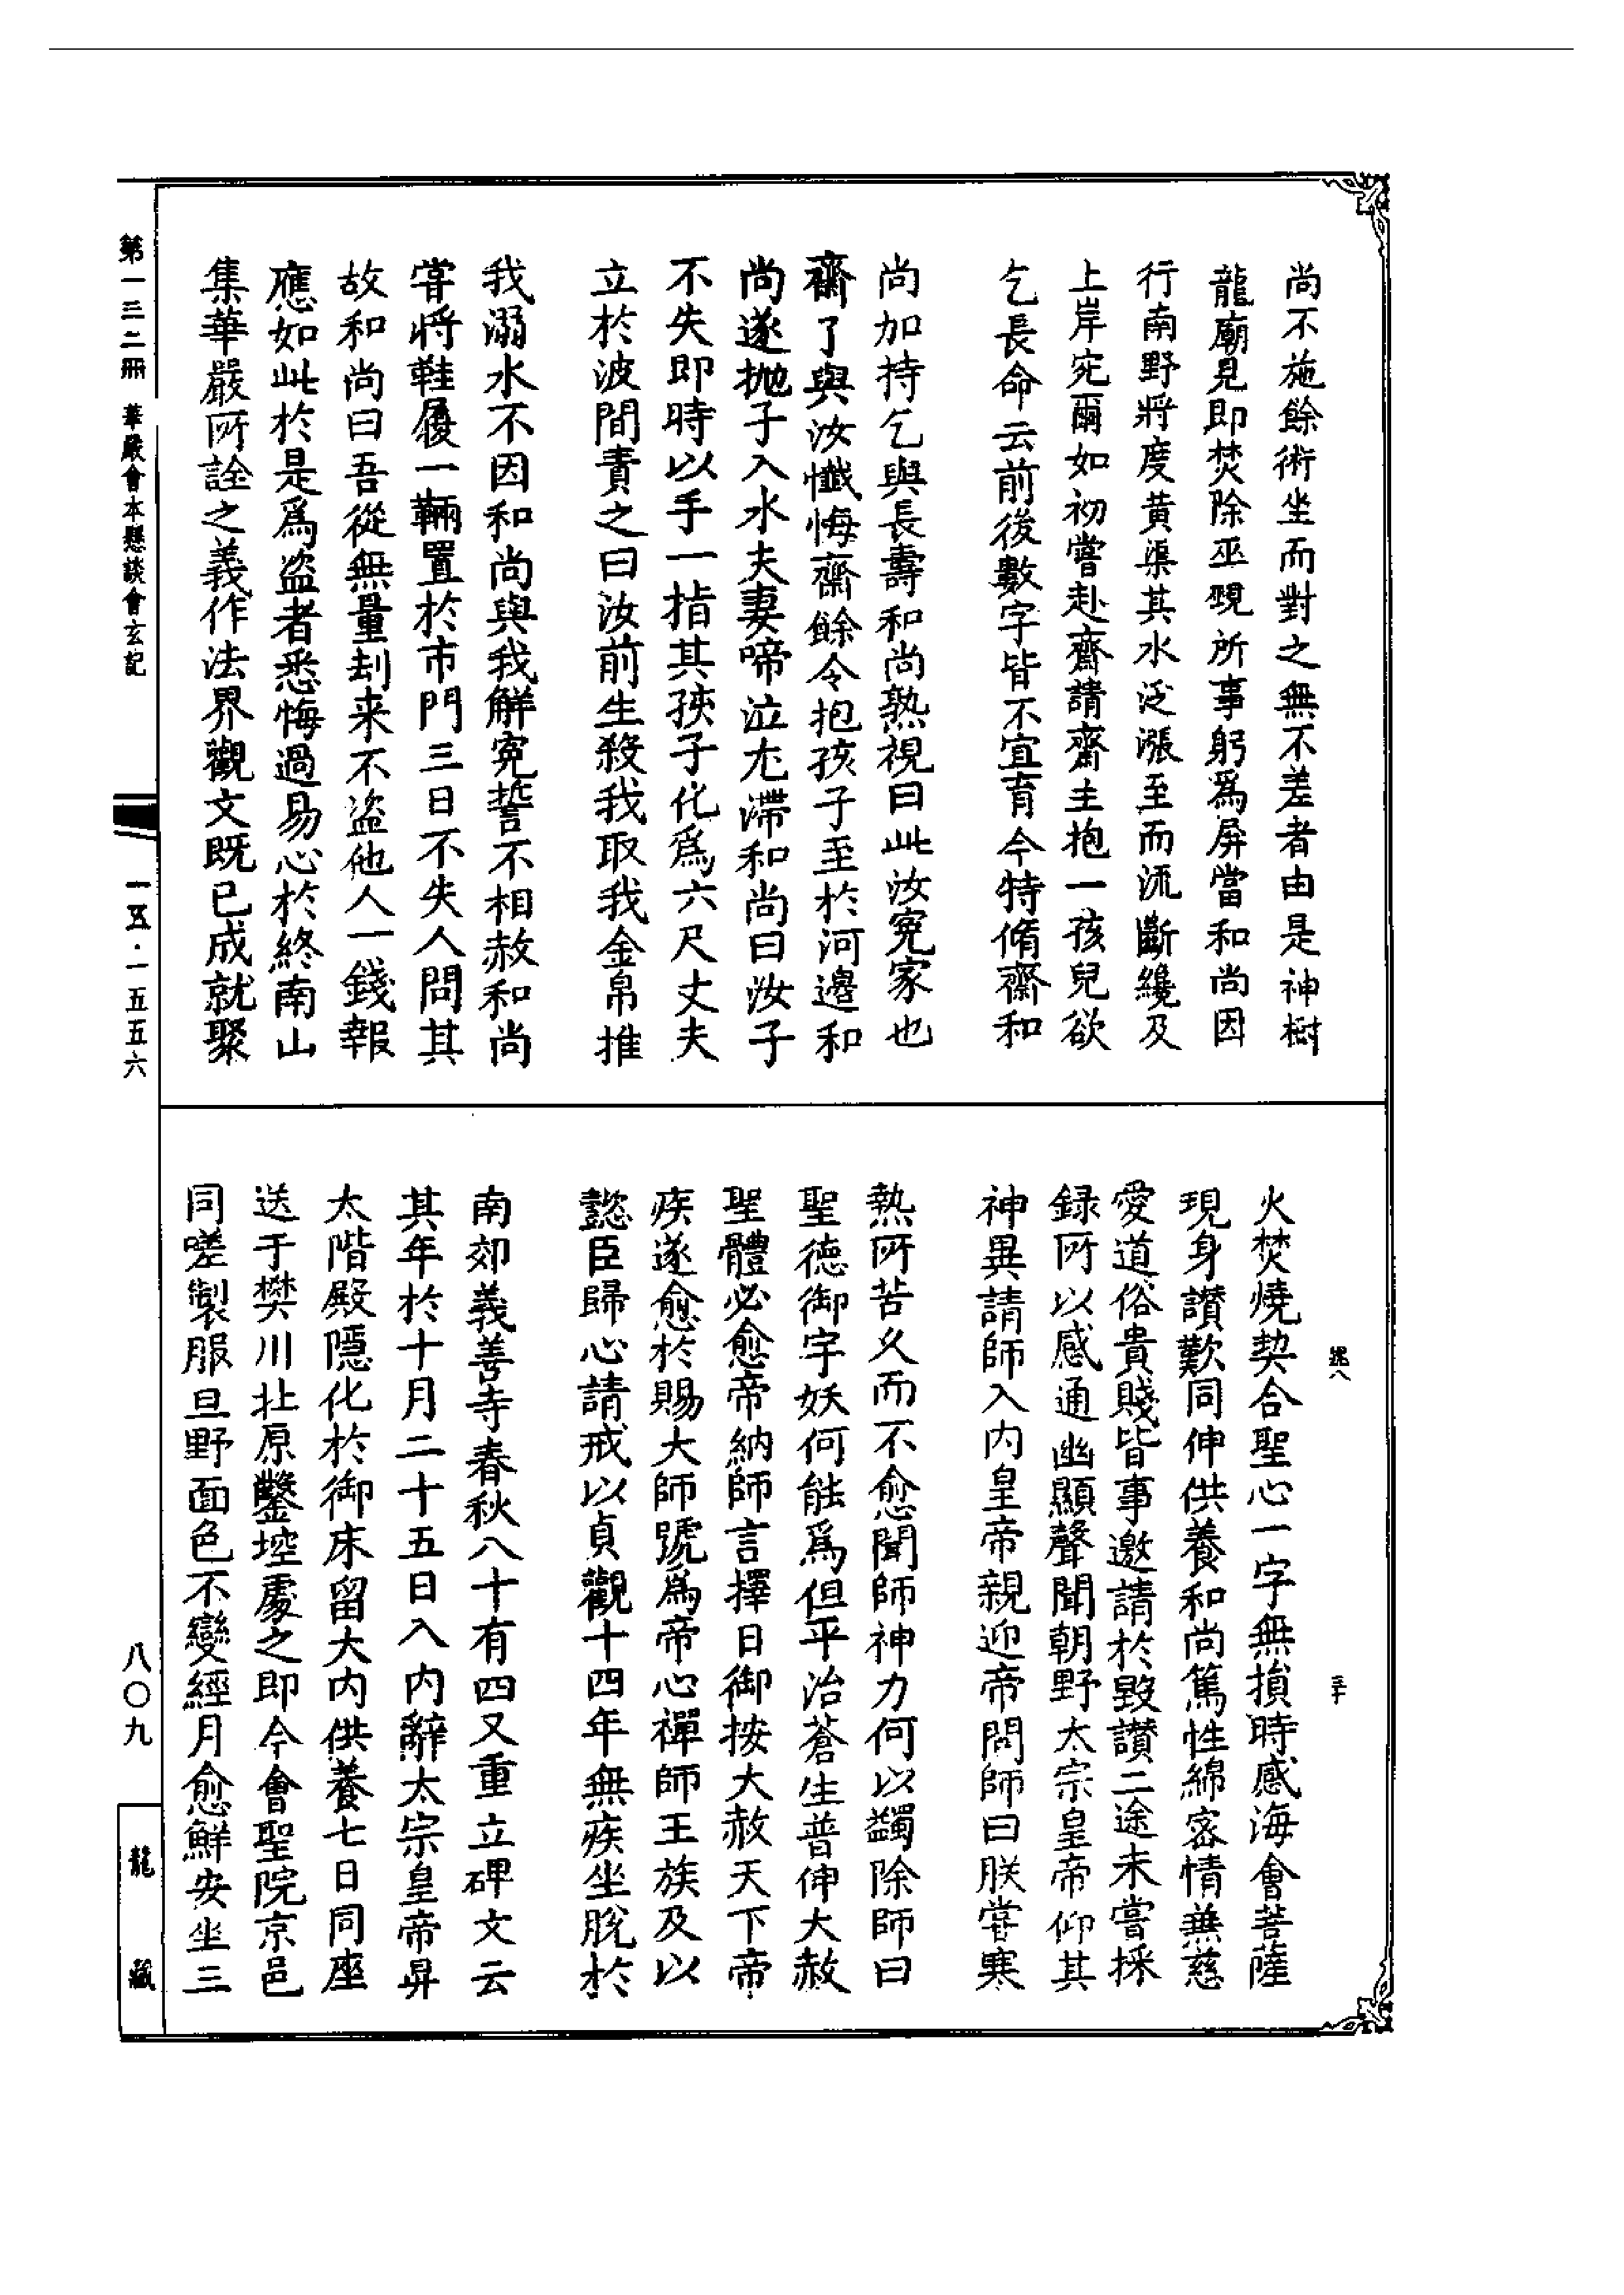 尚不施餘術坐而對之無不差者由是神樹
龍廟見即焚除巫覡所事躬爲屏當和尚因
行南野將度黃渠其水泛漲至而流斷纔及
上岸宛爾如初嘗赴齋請齋主抱一孩兒欲
乞長命云前後數字皆不宜育今特脩齋和
尚加持乞與長壽和尚熟視曰此汝冤家也
齋了與汝懺悔齋餘令抱孩子至於河邊和
尚遂抛子入水夫妻啼泣尤滯和尚曰汝子
不失即時以手一指其孩子化爲六尺丈夫
立於波間責之曰汝前生殺我取我金帛推
我溺水不因和尚與我解冤誓不相赦和尚
甞將鞋履一輛置於市門三日不失人問其
故和尚曰吾從無量刦来不盗他人一錢報
應如此於是爲盗者悉悔過易心於終南山
集華嚴所詮之義作法界觀文既已成就聚
火焚燒契合聖心一字無損時感海會菩薩
現身讃歎同伸供養和尚篤性綿密情無慈
愛道俗貴賤皆事邀請於毀讃二途未嘗採
録所以感通幽顯聲聞朝野太宗皇帝仰其
神異請師入内皇帝親迎帝問師曰朕甞寒
熱所苦久而不愈聞師神力何以蠲除師曰
聖德御宇妖何能爲但平治蒼生普伸大赦
聖體必愈帝納師言擇日御按大赦天下帝
疾遂愈於賜大師號爲帝心禪師王族及以
懿臣歸心請戒以貞觀十四年無疾坐脫於
南郊義善寺春秋八十有四又重立碑文云
其年於十月二十五日入内辭太宗皇帝昇
太階殿隱化於御床留大内供養七日同座
送于樊川北原鑿埪處之即今會聖院京邑
同嗟製服亘野面色不變經月愈鮮安坐三
第一三二冊 華嚴會本懸談會玄記
一五·一五五六
八〇九
龍藏